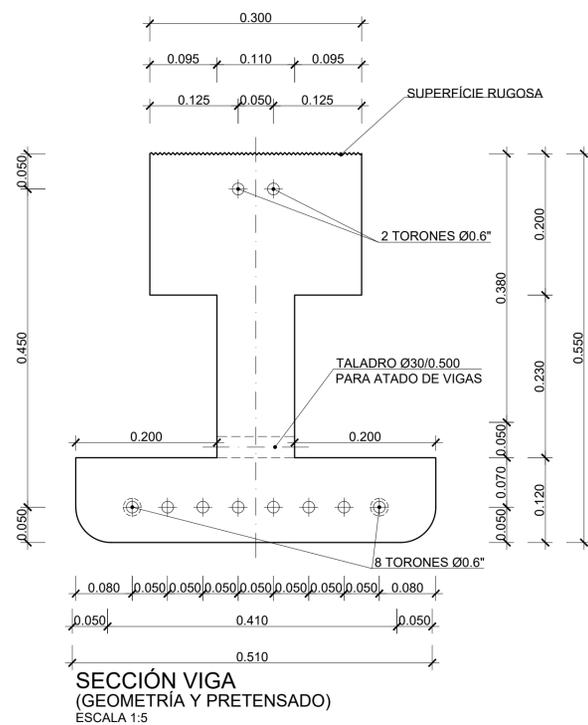 0.300
0.095 0.110 0.095
0.125 0.050 0.125
SUPERFÍCIE RUGOSA
0.050
2 TORONES Ø0.6"
0.200
0.380
0.450
0.550
TALADRO Ø30/0.500
PARA ATADO DE VIGAS
0.230
0.200 0.200
0.050
0.070
0.120
0.050
0.050
8 TORONES Ø0.6"
0.080 0.050 0.050 0.050 0.050 0.050 0.050 0.050 0.080
0.050 0.410 0.050
0.510
SECCIÓN VIGA
(GEOMETRÍA Y PRETENSADO)
ESCALA 1:5